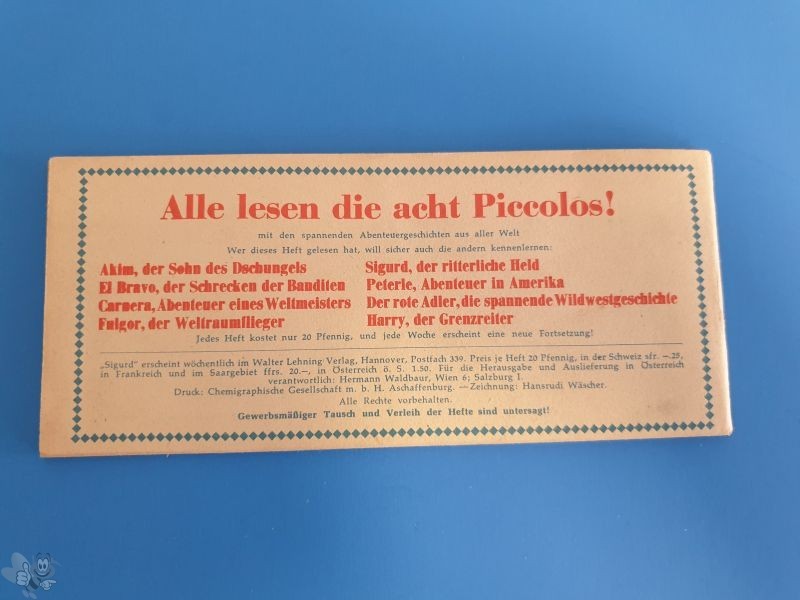 Alle lesen die acht Piccolos!
mit den spannenden Abenteuergeschichten aus aller Welt
Wer dieses Heft gelesen hat, will sicher auch die andern kennenlernen:
Akim, der Sohn des Dschungels
El Bravo, der Schrecken der Banditen
Carnera, Abenteuer eines Weltmeisters
Fulgor, der Weltraumflieger
Sigurd, der ritterliche Held
Peterle, Abenteuer in Amerika
Der rote Adler, die spannende Wildwestgeschichte
Harry, der Grenzreiter
Jedes Heft kostet nur 20 Pfennig, und jede Woche erscheint eine neue Fortsetzung!
„Sigurd" erscheint wöchentlich im Walter Lehning Verlag, Hannover, Postfach 339. Preis je Heft 20 Pfennig, in der Schweiz sfr. —.25,
in Frankreich und im Saargebiet ffrs. 20.—, in Österreich ö. S. 1.50. Für die Herausgabe und Auslieferung in Österreich
verantwortlich: Hermann Waldbaur, Wien 6; Salzburg I.
Druck: Chemigraphische Gesellschaft m. b. H. Aschaffenburg. —Zeichnung: Hansrudi Wäscher.
Alle Rechte vorbehalten.
Gewerbsmäßiger Tausch und Verleih der Hefte sind untersagt!